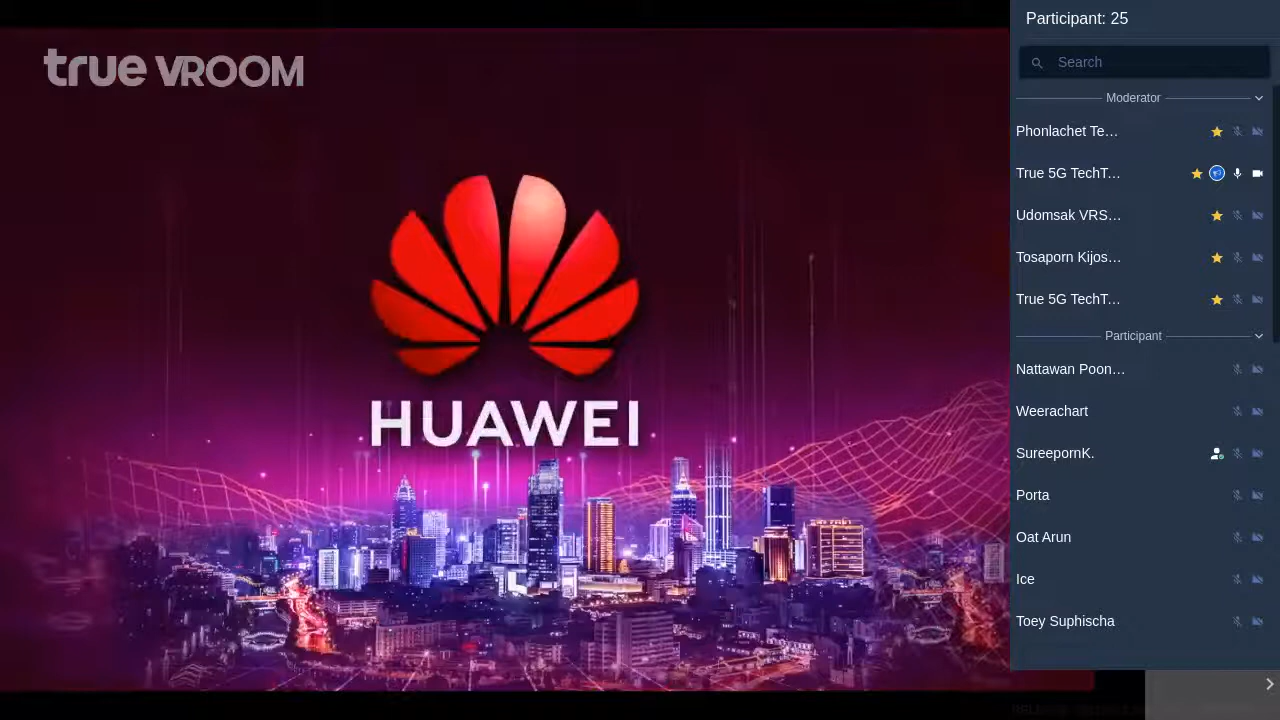 true VROOM
HUAWEI
Participant: 25
Search
Moderator
Phonlachet Te…
True 5G TechT…
Udomsak VRS…
Tosaporn Kijos…
True 5G TechT…
Participant
Nattawan Poon…
Weerachart
SureepornK.
Porta
Oat Arun
Ice
Toey Suphischa